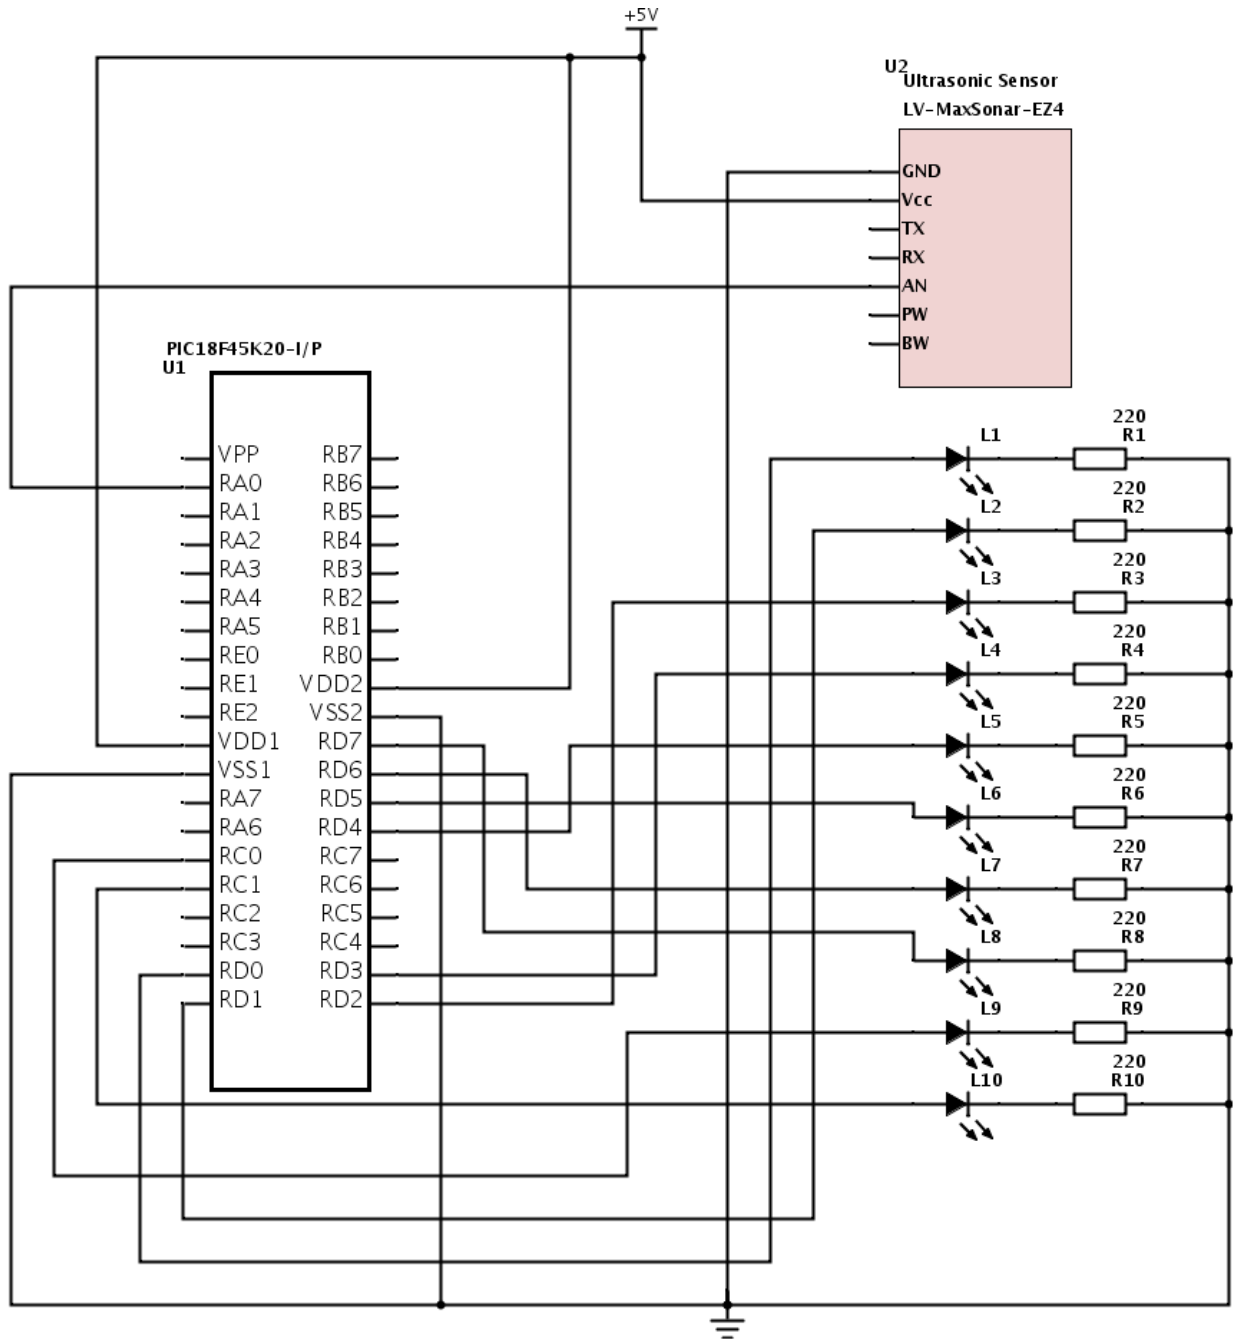 +5V
U2
Ultrasonic Sensor
LV-MaxSonar-EZ4
GND
Vcc
TX
RX
AN
PW
BW
PIC18F45K20-I/P
U1
VPP RB7
RA0 RB6
RA1 RB5
RA2 RB4
RA3 RB3
RA4 RB2
RA5 RB1
RE0 RB0
RE1 VDD2
RE2 VSS2
VDD1 RD7
VSS1 RD6
RA7 RD5
RA6 RD4
RC0 RC7
RC1 RC6
RC2 RC5
RC3 RC4
RD0 RD3
RD1 RD2
220
L1 R1
220
L2 R2
220
L3 R3
220
L4 R4
220
L5 R5
220
L6 R6
220
L7 R7
220
L8 R8
220
L9 R9
220
L10 R10